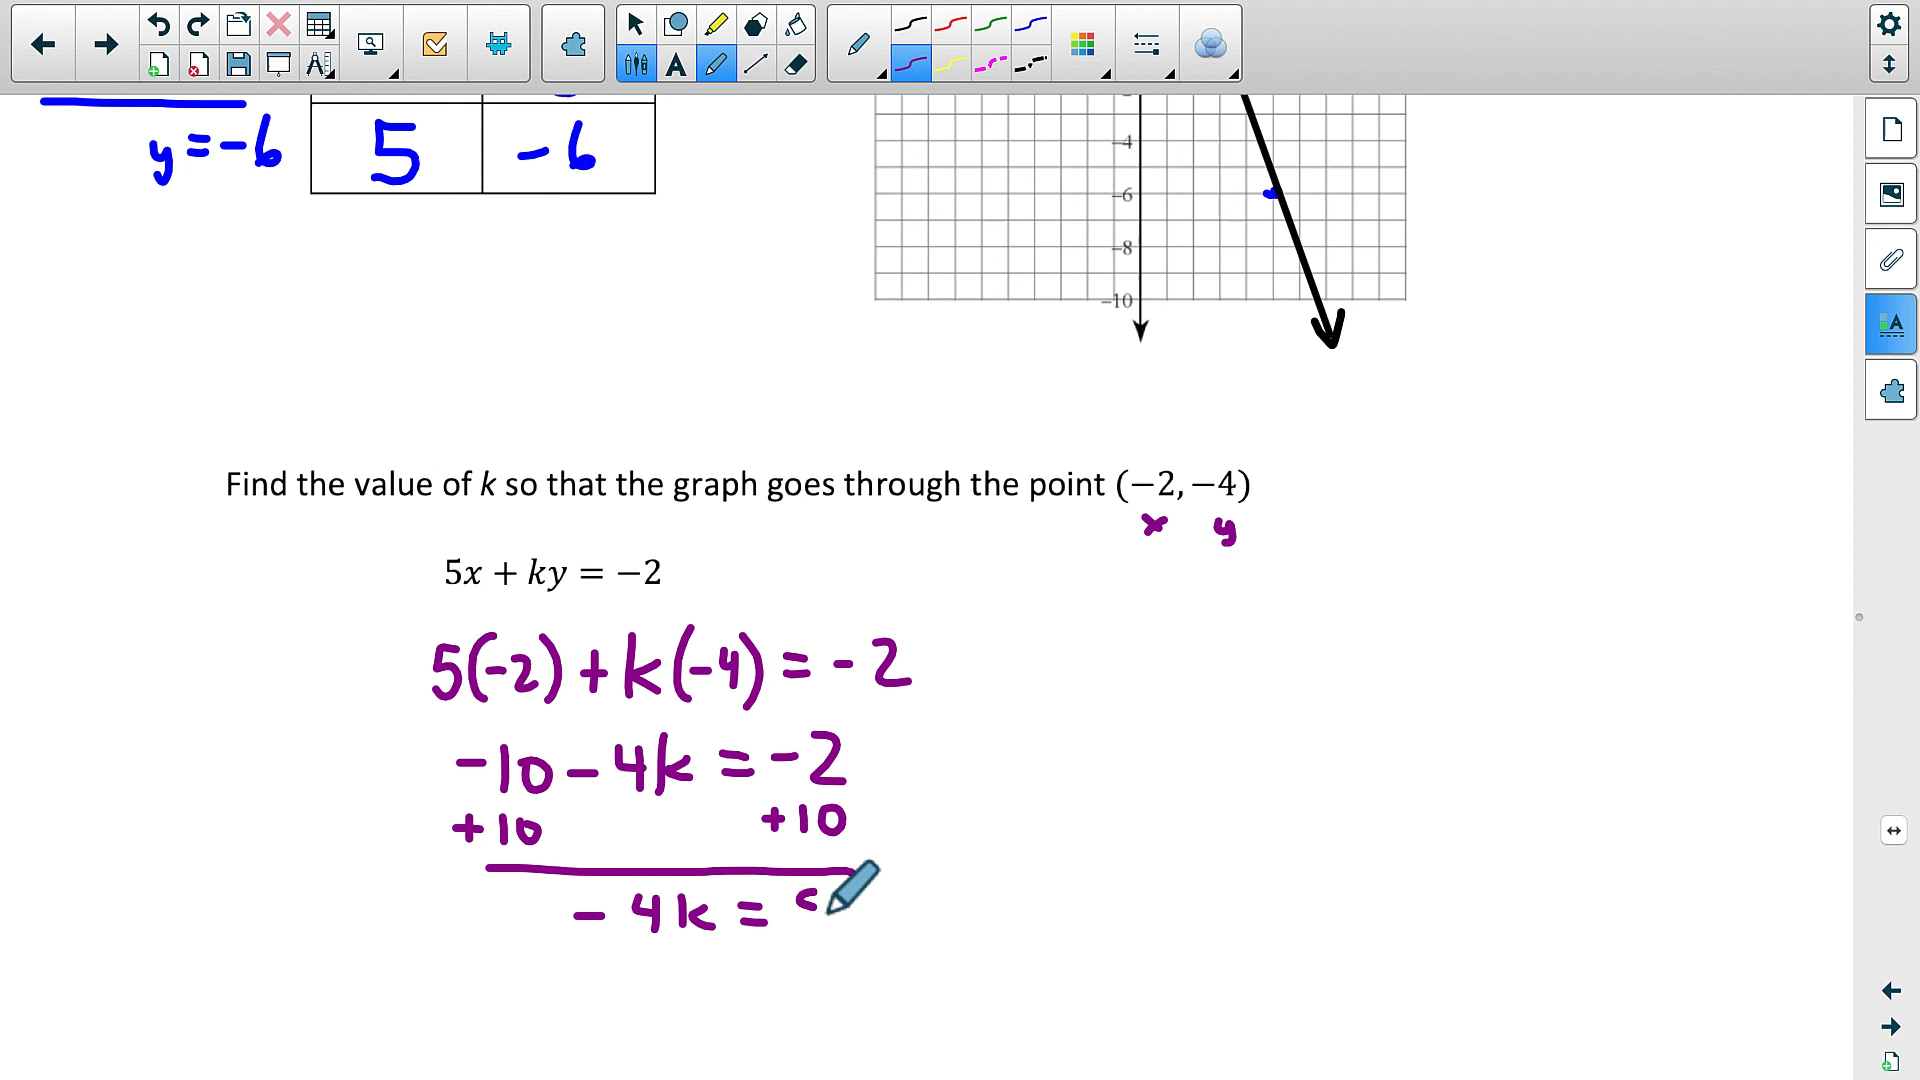 y = -6
5
-6
-4
-6
-8
-10
Find the value of k so that the graph goes through the point (−2, −4)
x y
5x + ky = −2
5(-2) + k(-4) = -2
-10 - 4k = -2
+10 +10
- 4k =